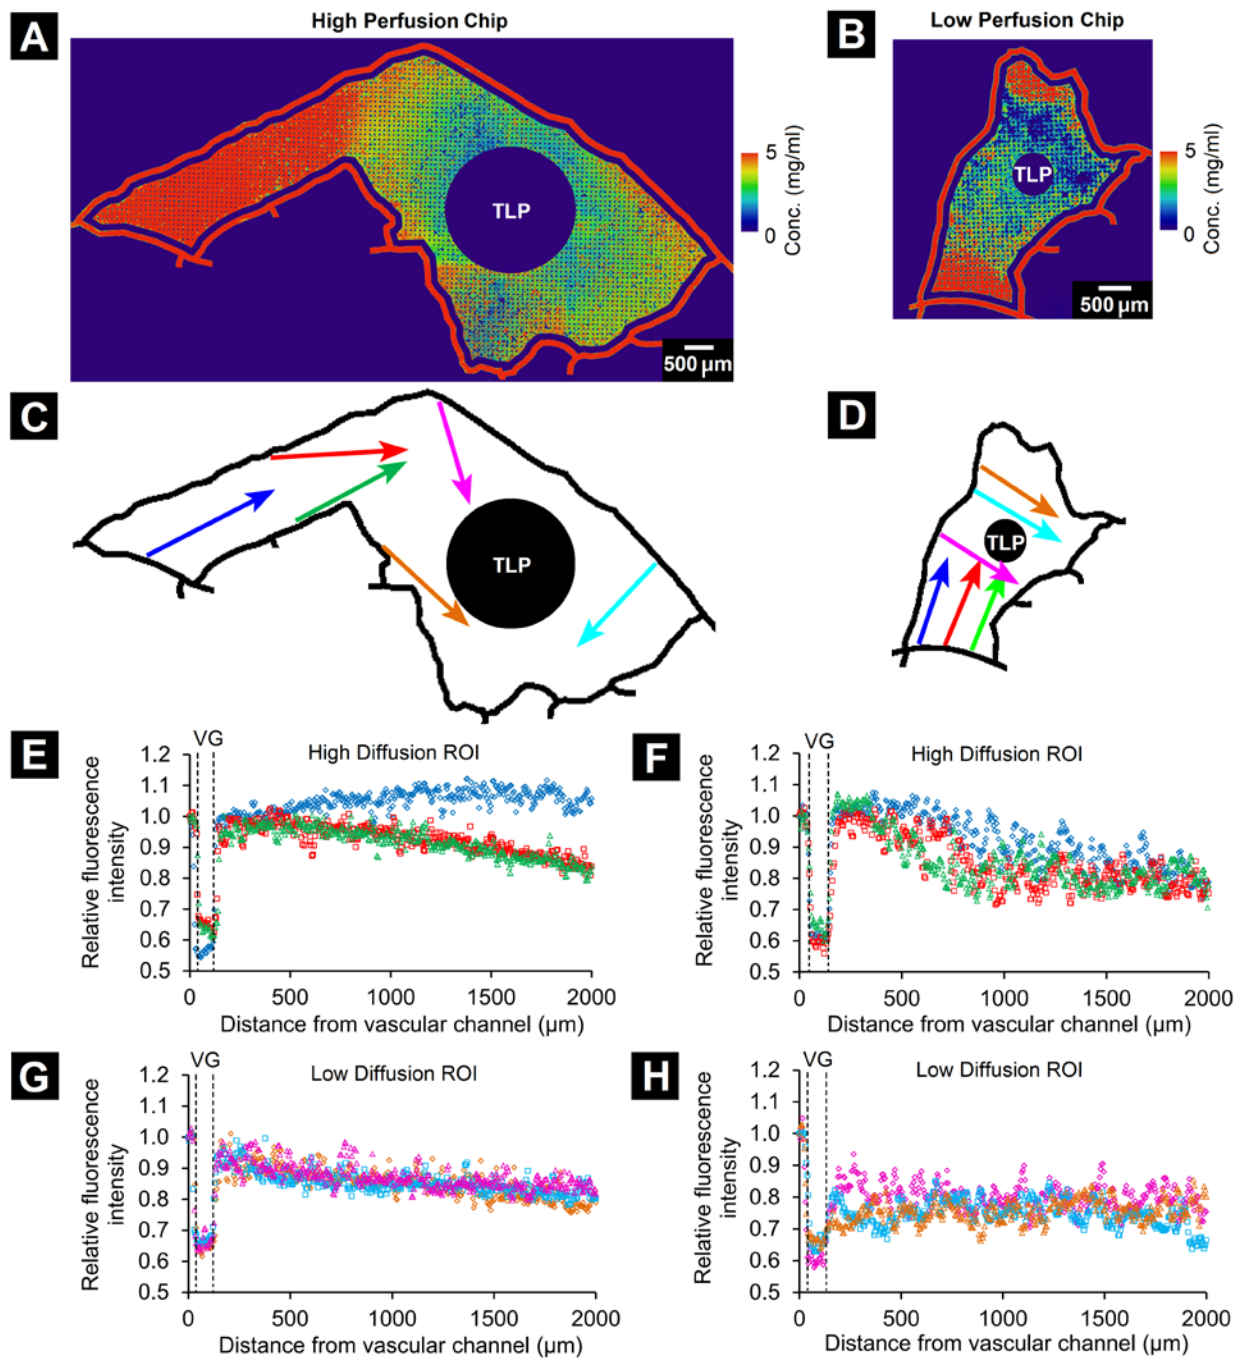 A
High Perfusion Chip
TLP
5
0
Conc. (mg/ml)
500 µm
B
Low Perfusion Chip
TLP
5
0
Conc. (mg/ml)
500 µm
C
TLP
D
TLP
E
VG
High Diffusion ROI
Relative fluorescence
intensity
1.2
1.1
1.0
0.9
0.8
0.7
0.6
0.5
0
500
1000
1500
2000
Distance from vascular channel (µm)
F
VG
High Diffusion ROI
Relative fluorescence
intensity
1.2
1.1
1.0
0.9
0.8
0.7
0.6
0.5
0
500
1000
1500
2000
Distance from vascular channel (µm)
G
VG
Low Diffusion ROI
Relative fluorescence
intensity
1.2
1.1
1.0
0.9
0.8
0.7
0.6
0.5
0
500
1000
1500
2000
Distance from vascular channel (µm)
H
VG
Low Diffusion ROI
Relative fluorescence
intensity
1.2
1.1
1.0
0.9
0.8
0.7
0.6
0.5
0
500
1000
1500
2000
Distance from vascular channel (µm)